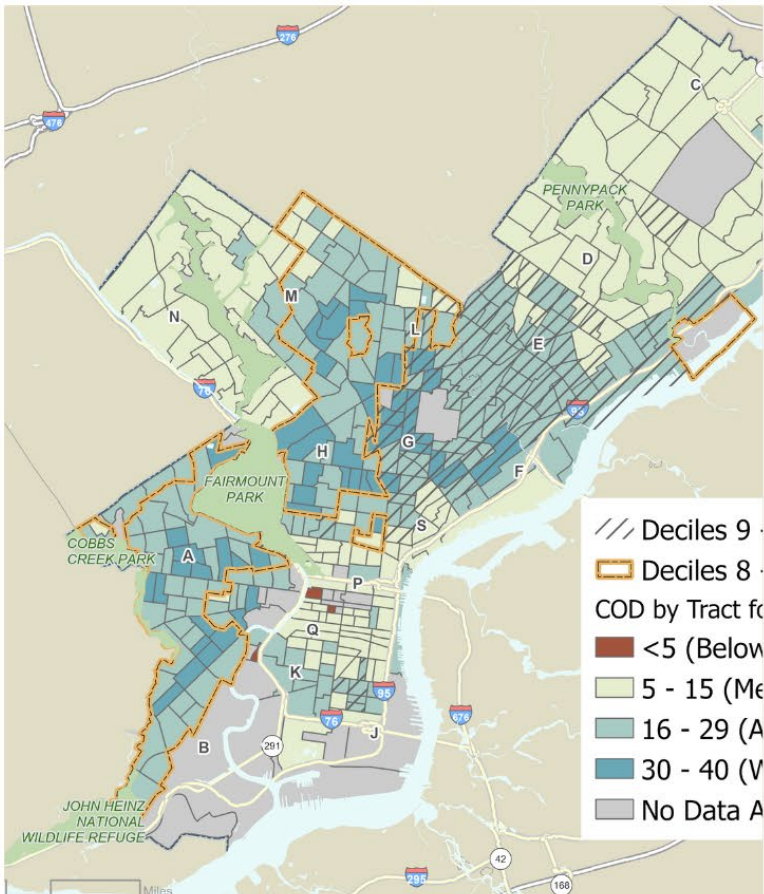 276
476
C
PENNYPACK
PARK
D
N
M
L
E
76
95
H
G
F
FAIRMOUNT
PARK
S
COBBS
CREEK PARK
A
P
Q
K
95
76
676
J
B
291
JOHN HEINZ
NATIONAL
WILDLIFE REFUGE
42
295
168
Miles
Deciles 9 -
Deciles 8 -
COD by Tract fo
<5 (Below
5 - 15 (Me
16 - 29 (A
30 - 40 (W
No Data A